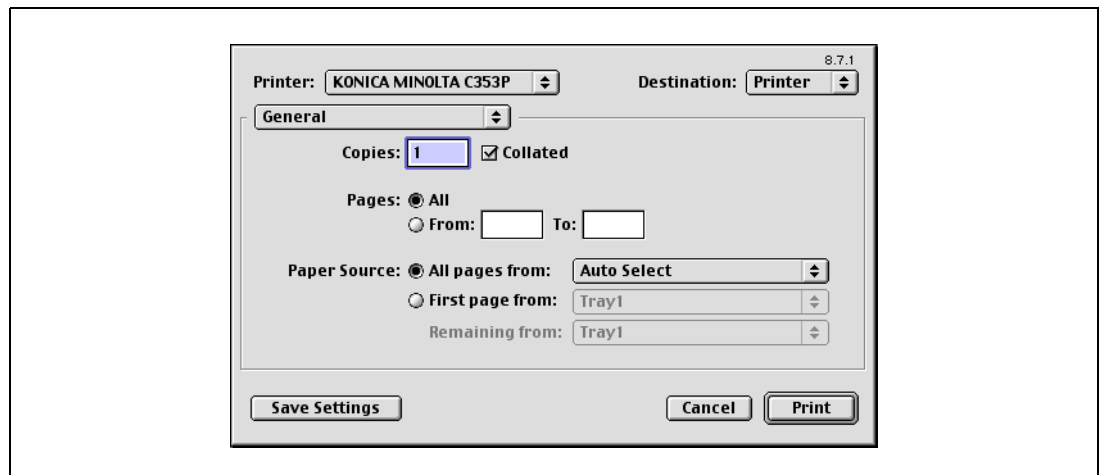 8.7.1
Printer: KONICA MINOLTA C353P Destination: Printer
General
Copies: 1 Collated
Pages: All
From: To:
Paper Source: All pages from: Auto Select
First page from: Tray1
Remaining from: Tray1
Save Settings Cancel Print